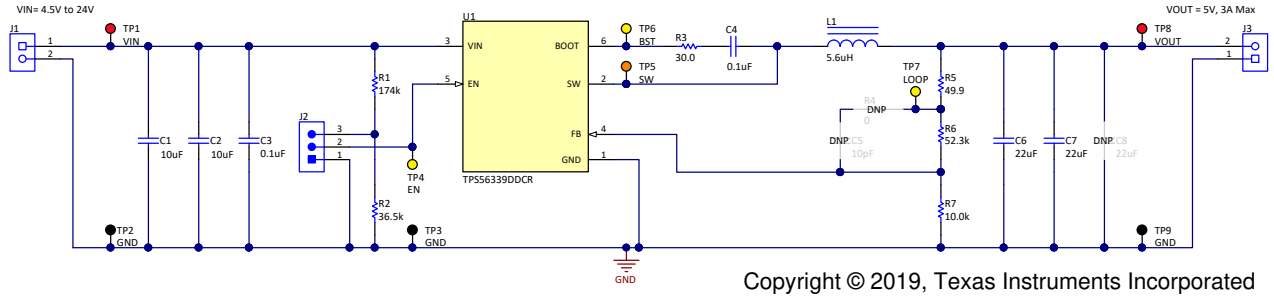 VIN= 4.5V to 24V
VOUT = 5V, 3A Max
J1
1
2
TP1
VIN
U1
3
VIN
BOOT
6
5
EN
SW
2
FB
4
GND
1
TPS56339DDCR
TP6
BST
R3
30.0
C4
0.1uF
TP5
SW
L1
5.6uH
TP7
LOOP
TP8
VOUT
J3
2
1
R1
174k
R4
0
DNP
R5
49.9
C1
10uF
C2
10uF
C3
0.1uF
J2
3
2
1
TP4
EN
DNP
C5
10pF
R6
52.3k
C6
22uF
C7
22uF
DNP
C8
22uF
R2
36.5k
R7
10.0k
TP2
GND
TP3
GND
TP9
GND
GND
Copyright © 2019, Texas Instruments Incorporated